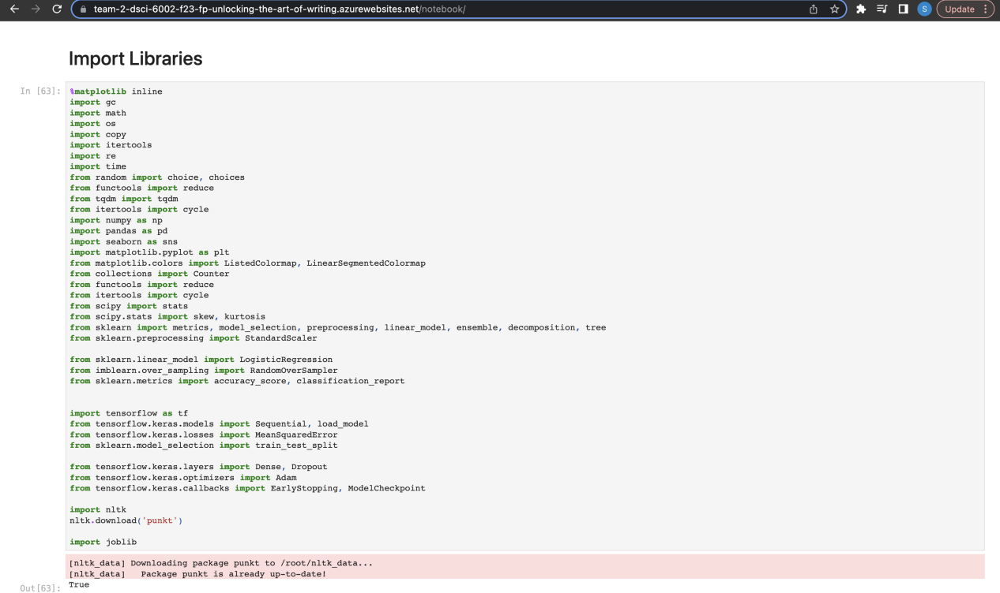 team-2-dsci-6002-f23-fp-unlocking-the-art-of-writing.azurewebsites.net/notebook/
S
Update
Import Libraries
In [63]:
%matplotlib inline
import gc
import math
import os
import copy
import itertools
import re
import time
from random import choice, choices
from functools import reduce
from tqdm import tqdm
from itertools import cycle
import numpy as np
import pandas as pd
import seaborn as sns
import matplotlib.pyplot as plt
from matplotlib.colors import ListedColormap, LinearSegmentedColormap
from collections import Counter
from functools import reduce
from itertools import cycle
from scipy import stats
from scipy.stats import skew, kurtosis
from sklearn import metrics, model_selection, preprocessing, linear_model, ensemble, decomposition, tree
from sklearn.preprocessing import StandardScaler
from sklearn.linear_model import LogisticRegression
from imblearn.over_sampling import RandomOverSampler
from sklearn.metrics import accuracy_score, classification_report
import tensorflow as tf
from tensorflow.keras.models import Sequential, load_model
from tensorflow.keras.losses import MeanSquaredError
from sklearn.model_selection import train_test_split
from tensorflow.keras.layers import Dense, Dropout
from tensorflow.keras.optimizers import Adam
from tensorflow.keras.callbacks import EarlyStopping, ModelCheckpoint
import nltk
nltk.download('punkt')
import joblib
[nltk_data] Downloading package punkt to /root/nltk_data...
[nltk_data]   Package punkt is already up-to-date!
Out[63]: True